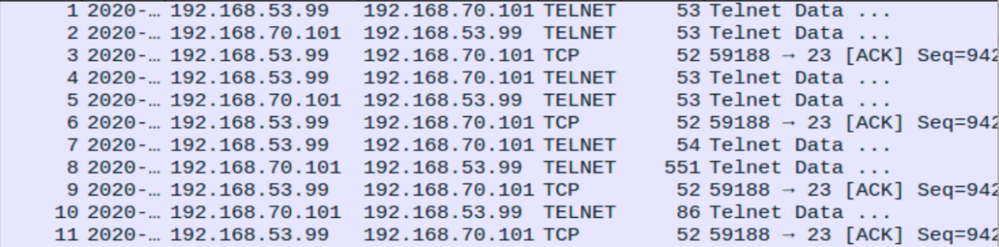 1 2020-… 192.168.53.99 192.168.70.101 TELNET 53 Telnet Data ...
2 2020-… 192.168.70.101 192.168.53.99 TELNET 53 Telnet Data ...
3 2020-… 192.168.53.99 192.168.70.101 TCP 52 59188 → 23 [ACK] Seq=942
4 2020-… 192.168.53.99 192.168.70.101 TELNET 53 Telnet Data ...
5 2020-… 192.168.70.101 192.168.53.99 TELNET 53 Telnet Data ...
6 2020-… 192.168.53.99 192.168.70.101 TCP 52 59188 → 23 [ACK] Seq=942
7 2020-… 192.168.53.99 192.168.70.101 TELNET 54 Telnet Data ...
8 2020-… 192.168.70.101 192.168.53.99 TELNET 551 Telnet Data ...
9 2020-… 192.168.53.99 192.168.70.101 TCP 52 59188 → 23 [ACK] Seq=942
10 2020-… 192.168.70.101 192.168.53.99 TELNET 86 Telnet Data ...
11 2020-… 192.168.53.99 192.168.70.101 TCP 52 59188 → 23 [ACK] Seq=942